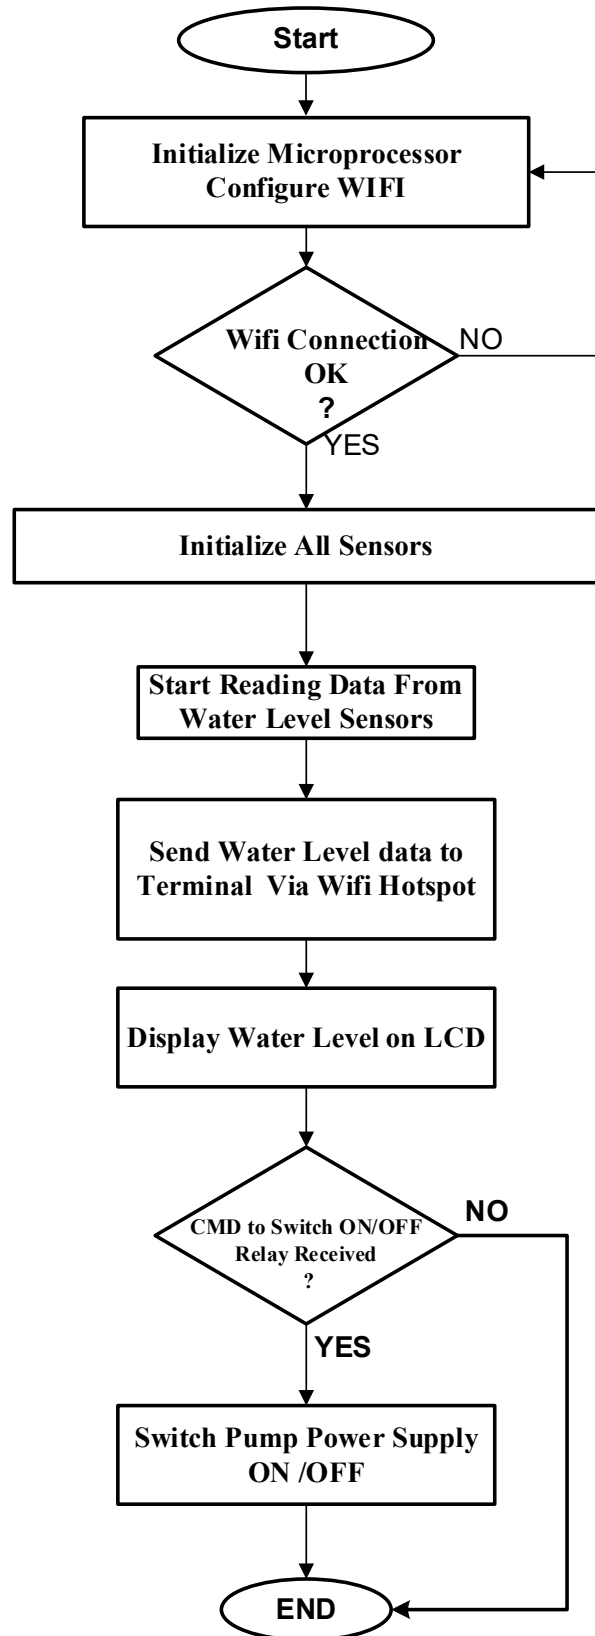 Start
Initialize Microprocessor
Configure WIFI
Wifi Connection
OK
?
NO
YES
Initialize All Sensors
Start Reading Data From
Water Level Sensors
Send Water Level data to
Terminal Via Wifi Hotspot
Display Water Level on LCD
CMD to Switch ON/OFF
Relay Received
?
NO
YES
Switch Pump Power Supply
ON /OFF
END